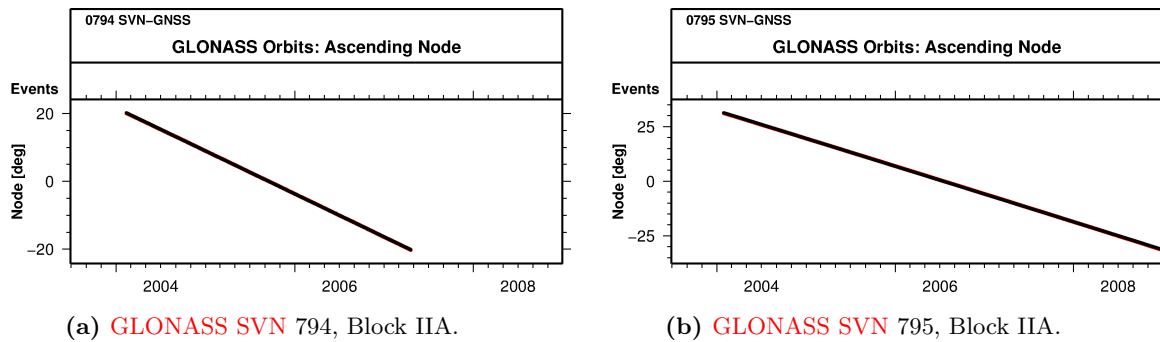 0794 SVN−GNSS
GLONASS Orbits: Ascending Node
Events
20
0
−20
Node [deg]
2004 2006 2008
(a) GLONASS SVN 794, Block IIA.
0795 SVN−GNSS
GLONASS Orbits: Ascending Node
Events
25
0
−25
Node [deg]
2004 2006 2008
(b) GLONASS SVN 795, Block IIA.